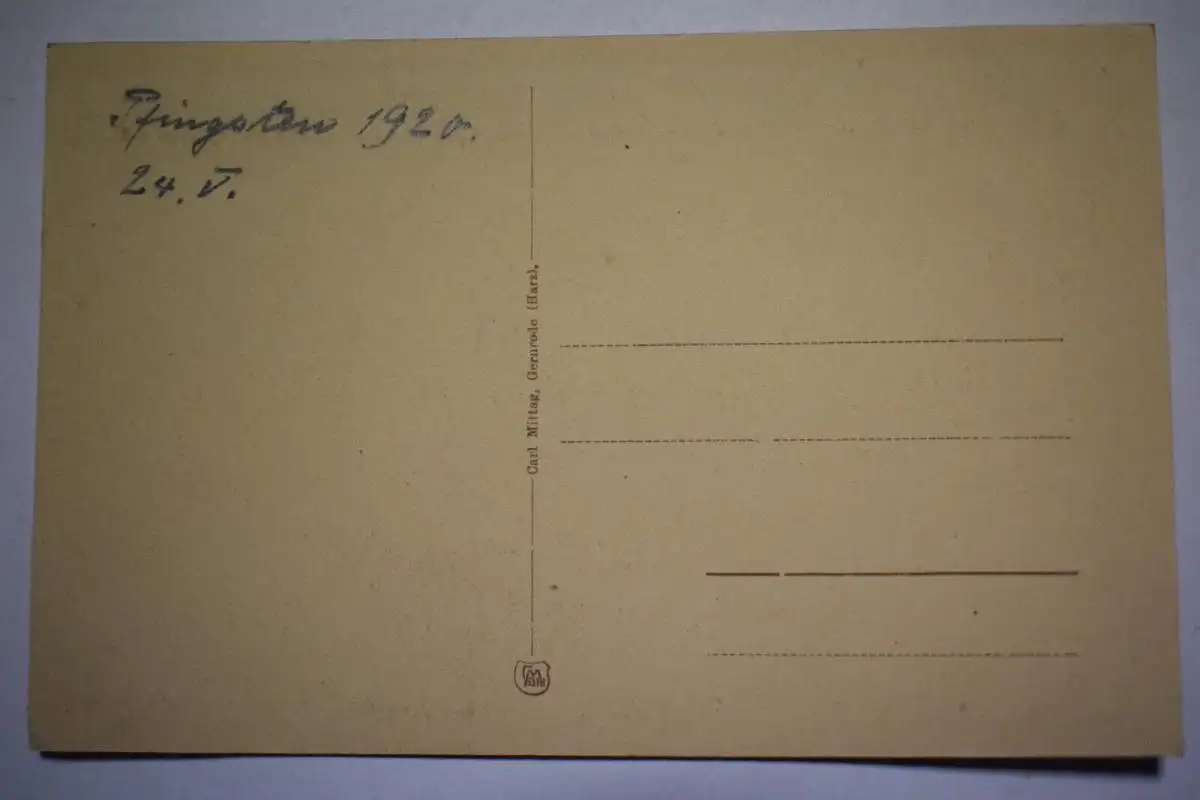 Pfingsten 1920.
24. V.
Carl Mittag, Gernrode (Harz).